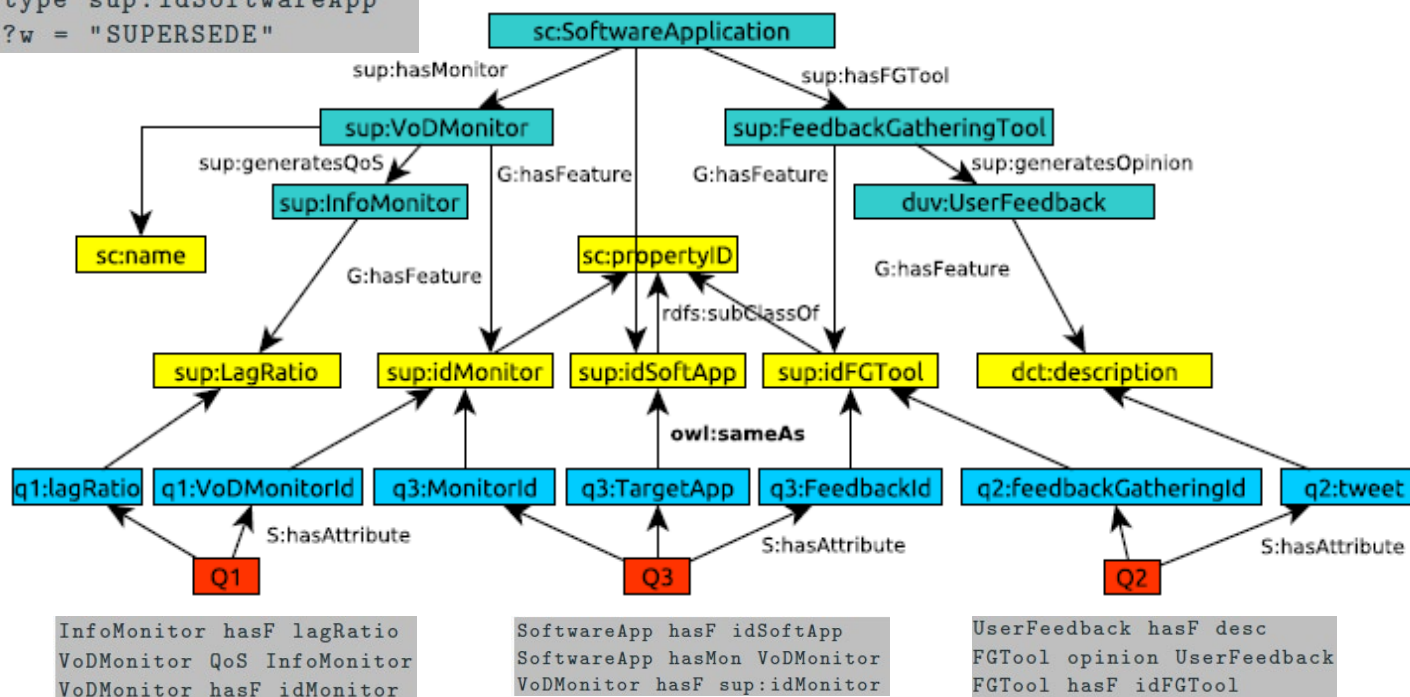 type sup:idSoftwareApp
?w = "SUPERSEDE"
sc:SoftwareApplication
sup:hasMonitor
sup:hasFGTool
sup:VoDMonitor
sup:FeedbackGatheringTool
sup:generatesQoS
G:hasFeature
G:hasFeature
sup:generatesOpinion
sup:InfoMonitor
duv:UserFeedback
sc:name
sc:propertyID
G:hasFeature
G:hasFeature
rdfs:subClassOf
sup:LagRatio
sup:idMonitor
sup:idSoftApp
sup:idFGTool
dct:description
owl:sameAs
q1:lagRatio
q1:VoDMonitorId
q3:MonitorId
q3:TargetApp
q3:FeedbackId
q2:feedbackGatheringId
q2:tweet
S:hasAttribute
S:hasAttribute
S:hasAttribute
Q1
Q3
Q2
InfoMonitor hasF lagRatio
VoDMonitor QoS InfoMonitor
VoDMonitor hasF idMonitor
SoftwareApp hasF idSoftApp
SoftwareApp hasMon VoDMonitor
VoDMonitor hasF sup:idMonitor
UserFeedback hasF desc
FGTool opinion UserFeedback
FGTool hasF idFGTool